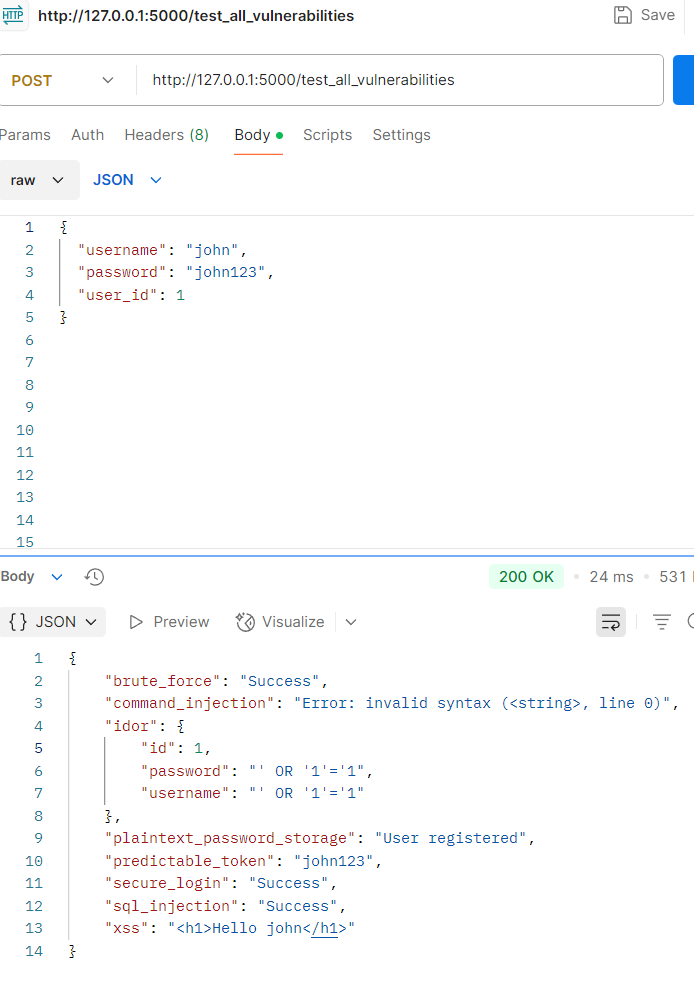 HTTP http://127.0.0.1:5000/test_all_vulnerabilities Save
POST http://127.0.0.1:5000/test_all_vulnerabilities
Params Auth Headers (8) Body Scripts Settings
raw JSON
1 {
2 "username": "john",
3 "password": "john123",
4 "user_id": 1
5 }
6
7
8
9
10
11
12
13
14
15
Body 200 OK 24 ms 531
{} JSON Preview Visualize
1 {
2 "brute_force": "Success",
3 "command_injection": "Error: invalid syntax (<string>, line 0)",
4 "idor": {
5 "id": 1,
6 "password": "' OR '1'='1",
7 "username": "' OR '1'='1"
8 },
9 "plaintext_password_storage": "User registered",
10 "predictable_token": "john123",
11 "secure_login": "Success",
12 "sql_injection": "Success",
13 "xss": "<h1>Hello john</h1>"
14 }